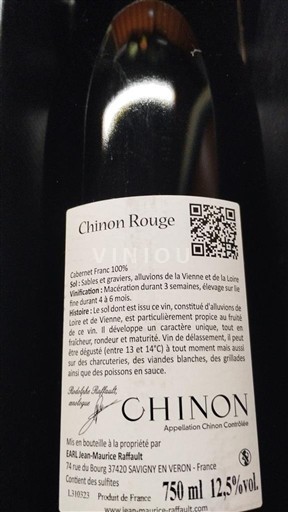 Chinon Rouge
VINIOU
Cabernet Franc 100%
Sol : Sables et graviers, alluvions de la Vienne et de la Loire
Vinification : Macération durant 3 semaines, élevage sur lie
fine durant 4 à 6 mois.
Histoire : Le sol dont est issu ce vin, constitué d'alluvions de
Loire et de Vienne, est particulièrement propice au fruité
de ce vin. Il développe un caractère unique, tout en
fraîcheur, rondeur et maturité. Vin de délassement, il peut
être dégusté (entre 13 et 14°C) à tout moment mais aussi
sur des charcuteries, des viandes blanches, des grillades
ainsi que des poissons en sauce.
Rodolphe Raffault,
œnologue
CHINON
Appellation Chinon Contrôlée
Mis en bouteille à la propriété par
EARL Jean-Maurice Raffault
74 rue du Bourg 37420 SAVIGNY EN VERON - France
Contient des sulfites
L310323 Produit de France 750 ml 12,5%vol.
www.jean-maurice-raffault.com